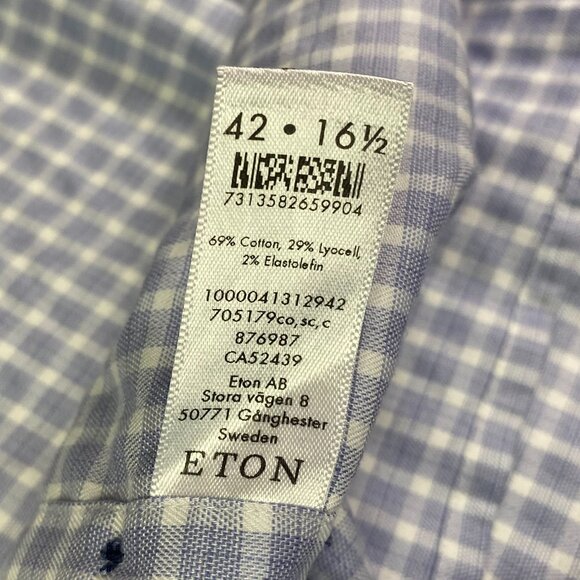 42 • 16½
7313582659904
69% Cotton, 29% Lyocell,
2% Elastolefin
1000041312942
705179co,sc,c
876987
CA52439
Eton AB
Stora vägen 8
50771 Gånghester
Sweden
ETON